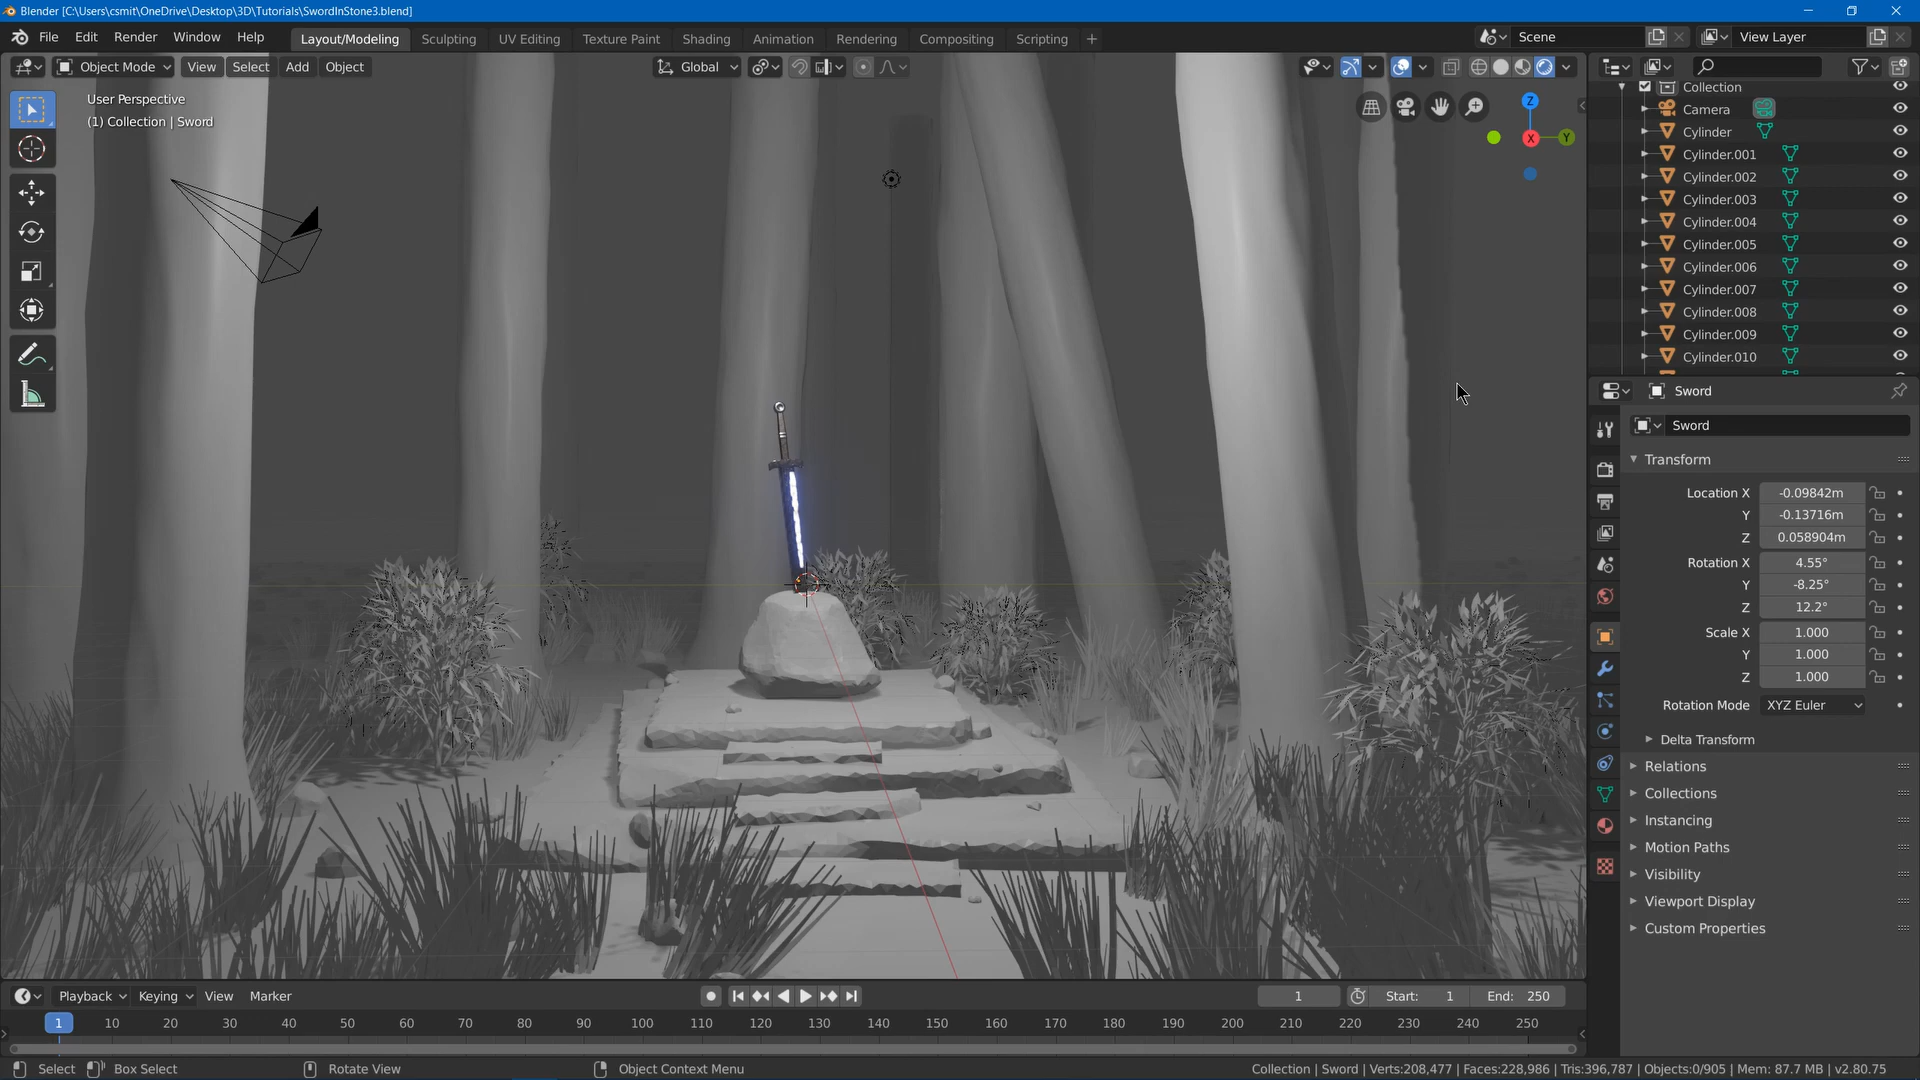 Blender [C:\Users\csmit\OneDrive\Desktop\3D\Tutorials\SwordInStone3.blend]
File Edit Render Window Help Layout/Modeling Sculpting UV Editing Texture Paint Shading Animation Rendering Compositing Scripting + Scene View Layer
Object Mode View Select Add Object Global
User Perspective
(1) Collection | Sword
Z
X
Y
Collection
Camera
Cylinder
Cylinder.001
Cylinder.002
Cylinder.003
Cylinder.004
Cylinder.005
Cylinder.006
Cylinder.007
Cylinder.008
Cylinder.009
Cylinder.010
Sword
Sword
Transform
Location X -0.09842m
Y -0.13716m
Z 0.058904m
Rotation X 4.55°
Y -8.25°
Z 12.2°
Scale X 1.000
Y 1.000
Z 1.000
Rotation Mode XYZ Euler
Delta Transform
Relations
Collections
Instancing
Motion Paths
Visibility
Viewport Display
Custom Properties
Playback Keying View Marker 1 Start: 1 End: 250
1 10 20 30 40 50 60 70 80 90 100 110 120 130 140 150 160 170 180 190 200 210 220 230 240 250
Select Box Select Rotate View Object Context Menu Collection | Sword | Verts:208,477 | Faces:228,986 | Tris:396,787 | Objects:0/905 | Mem: 87.7 MB | v2.80.75